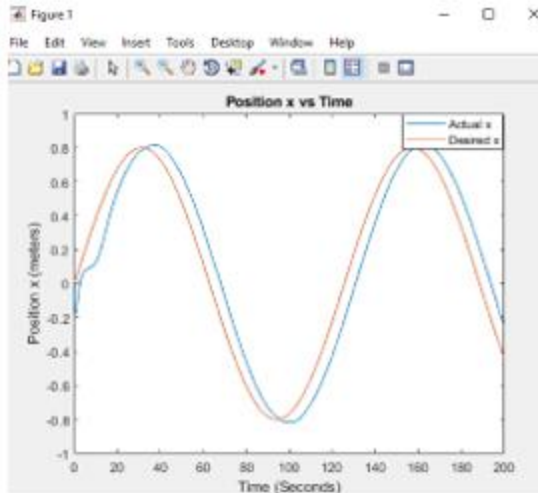 Figure 1
File Edit View Insert Tools Desktop Window Help
Position x vs Time
Actual x
Desired x
1
0.8
0.6
0.4
0.2
0
-0.2
-0.4
-0.6
-0.8
-1
Position x (meters)
0 20 40 60 80 100 120 140 160 180 200
Time (Seconds)